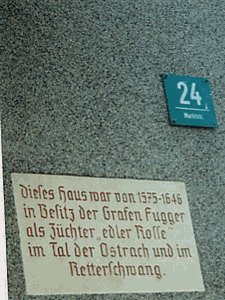 24
Marktstr.
Dieses Haus war von 1575-1646
in Besitz der Grafen Fugger
als Züchter „edler Rosse"
im Tal der Ostrach und im
Retterschwang.